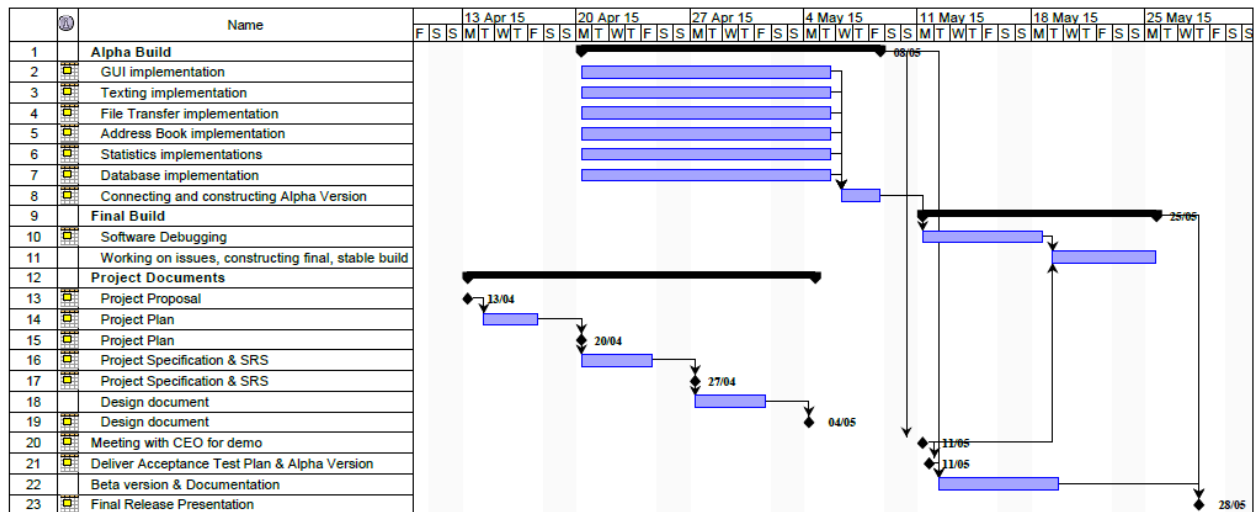 Name
13 Apr 15 20 Apr 15 27 Apr 15 4 May 15 11 May 15 18 May 15 25 May 15
F S S M T W T F S S M T W T F S S M T W T F S S M T W T F S S M T W T F S S M T W T F S S M T W T F S S
1 Alpha Build 08/05
2 GUI implementation
3 Texting implementation
4 File Transfer implementation
5 Address Book implementation
6 Statistics implementations
7 Database implementation
8 Connecting and constructing Alpha Version
9 Final Build 25/05
10 Software Debugging
11 Working on issues, constructing final, stable build
12 Project Documents
13 Project Proposal 13/04
14 Project Plan
15 Project Plan 20/04
16 Project Specification & SRS
17 Project Specification & SRS 27/04
18 Design document
19 Design document 04/05
20 Meeting with CEO for demo 11/05
21 Deliver Acceptance Test Plan & Alpha Version 11/05
22 Beta version & Documentation
23 Final Release Presentation 28/05